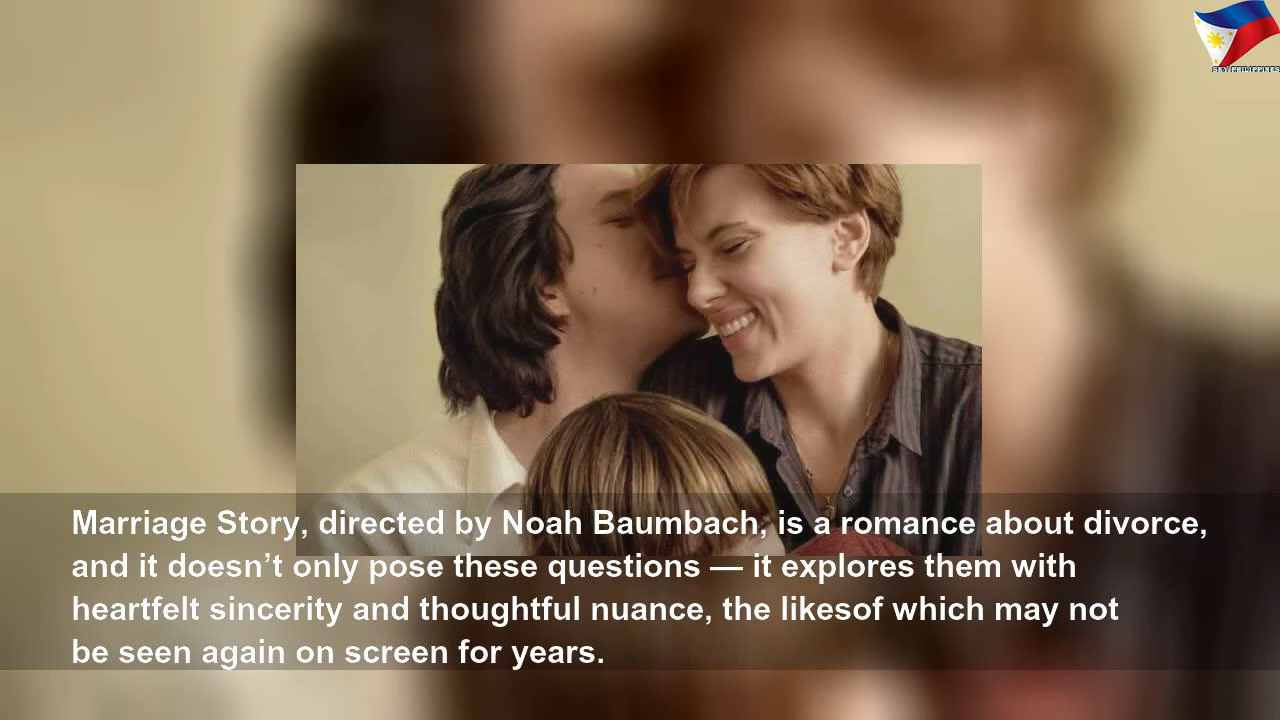 SKY PHILIPPINES
Marriage Story, directed by Noah Baumbach, is a romance about divorce,
and it doesn’t only pose these questions — it explores them with
heartfelt sincerity and thoughtful nuance, the likesof which may not
be seen again on screen for years.